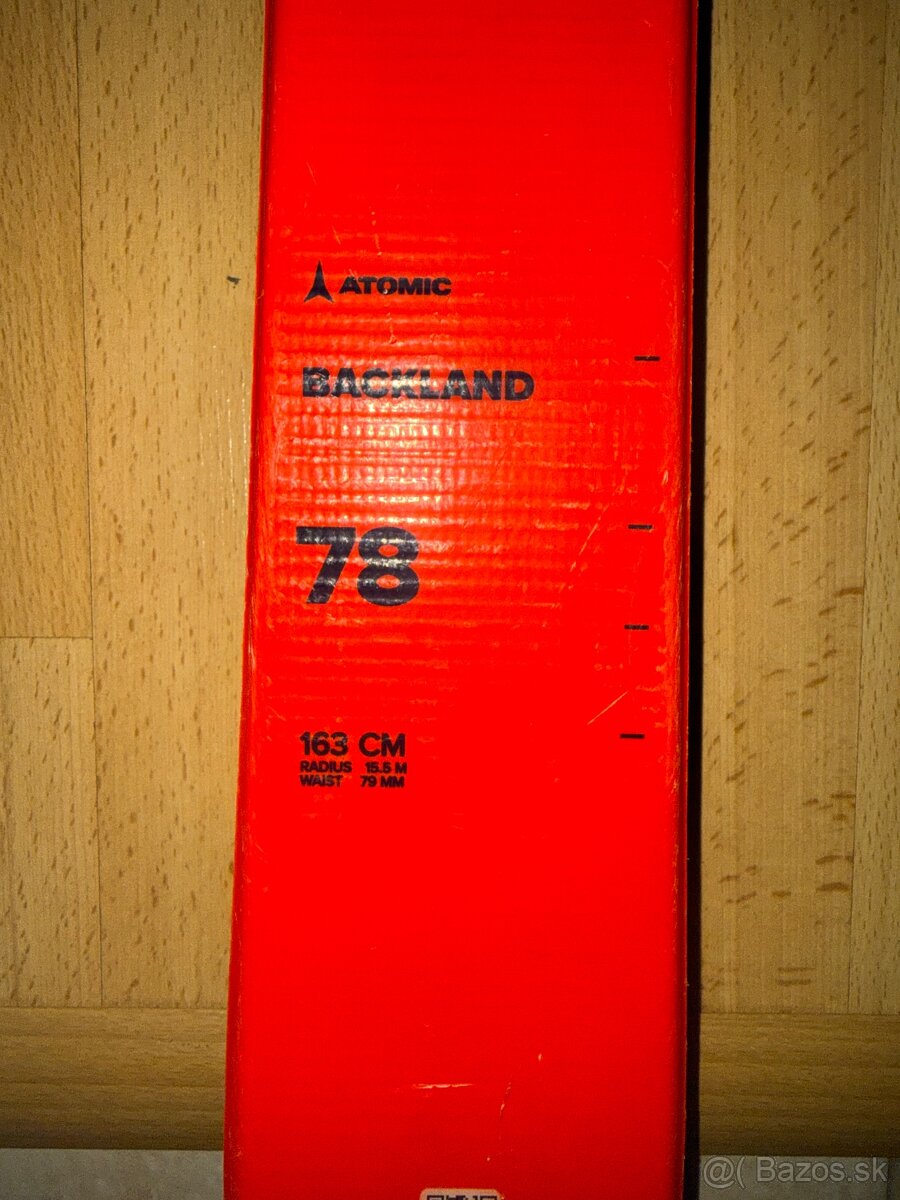 ATOMIC
BACKLAND
78
163 CM
RADIUS 15.5 M
WAIST 79 MM
@( Bazos.sk